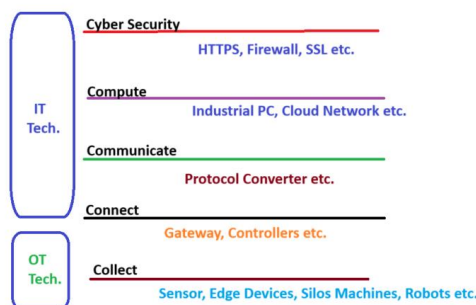 Cyber Security
HTTPS, Firewall, SSL etc.
IT
Tech.
Compute
Industrial PC, Cloud Network etc.
Communicate
Protocol Converter etc.
Connect
Gateway, Controllers etc.
OT
Tech.
Collect
Sensor, Edge Devices, Silos Machines, Robots etc.